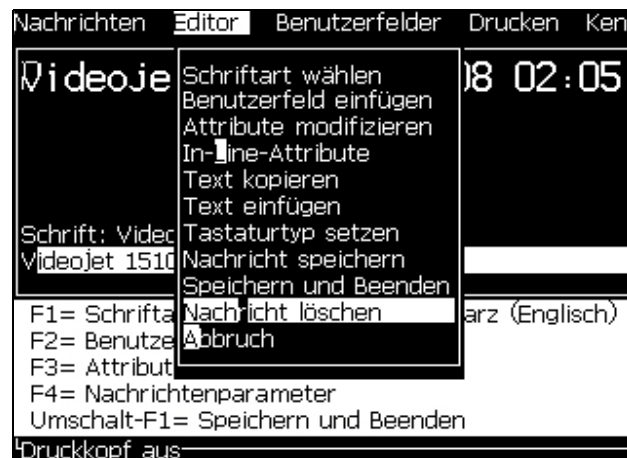 Nachrichten Editor Benutzerfelder Drucken Ken
Videoje )8 02:05
Schriftart wählen
Benutzerfeld einfügen
Attribute modifizieren
In-Line-Attribute
Text kopieren
Text einfügen
Tastaturtyp setzen
Nachricht speichern
Speichern und Beenden
Nachricht löschen
Abbruch
Schrift: Videc
Videojet 1510
F1= Schrifta arz (Englisch)
F2= Benutze
F3= Attribut
F4= Nachrichtenparameter
Umschalt-F1= Speichern und Beenden
Druckkopf aus